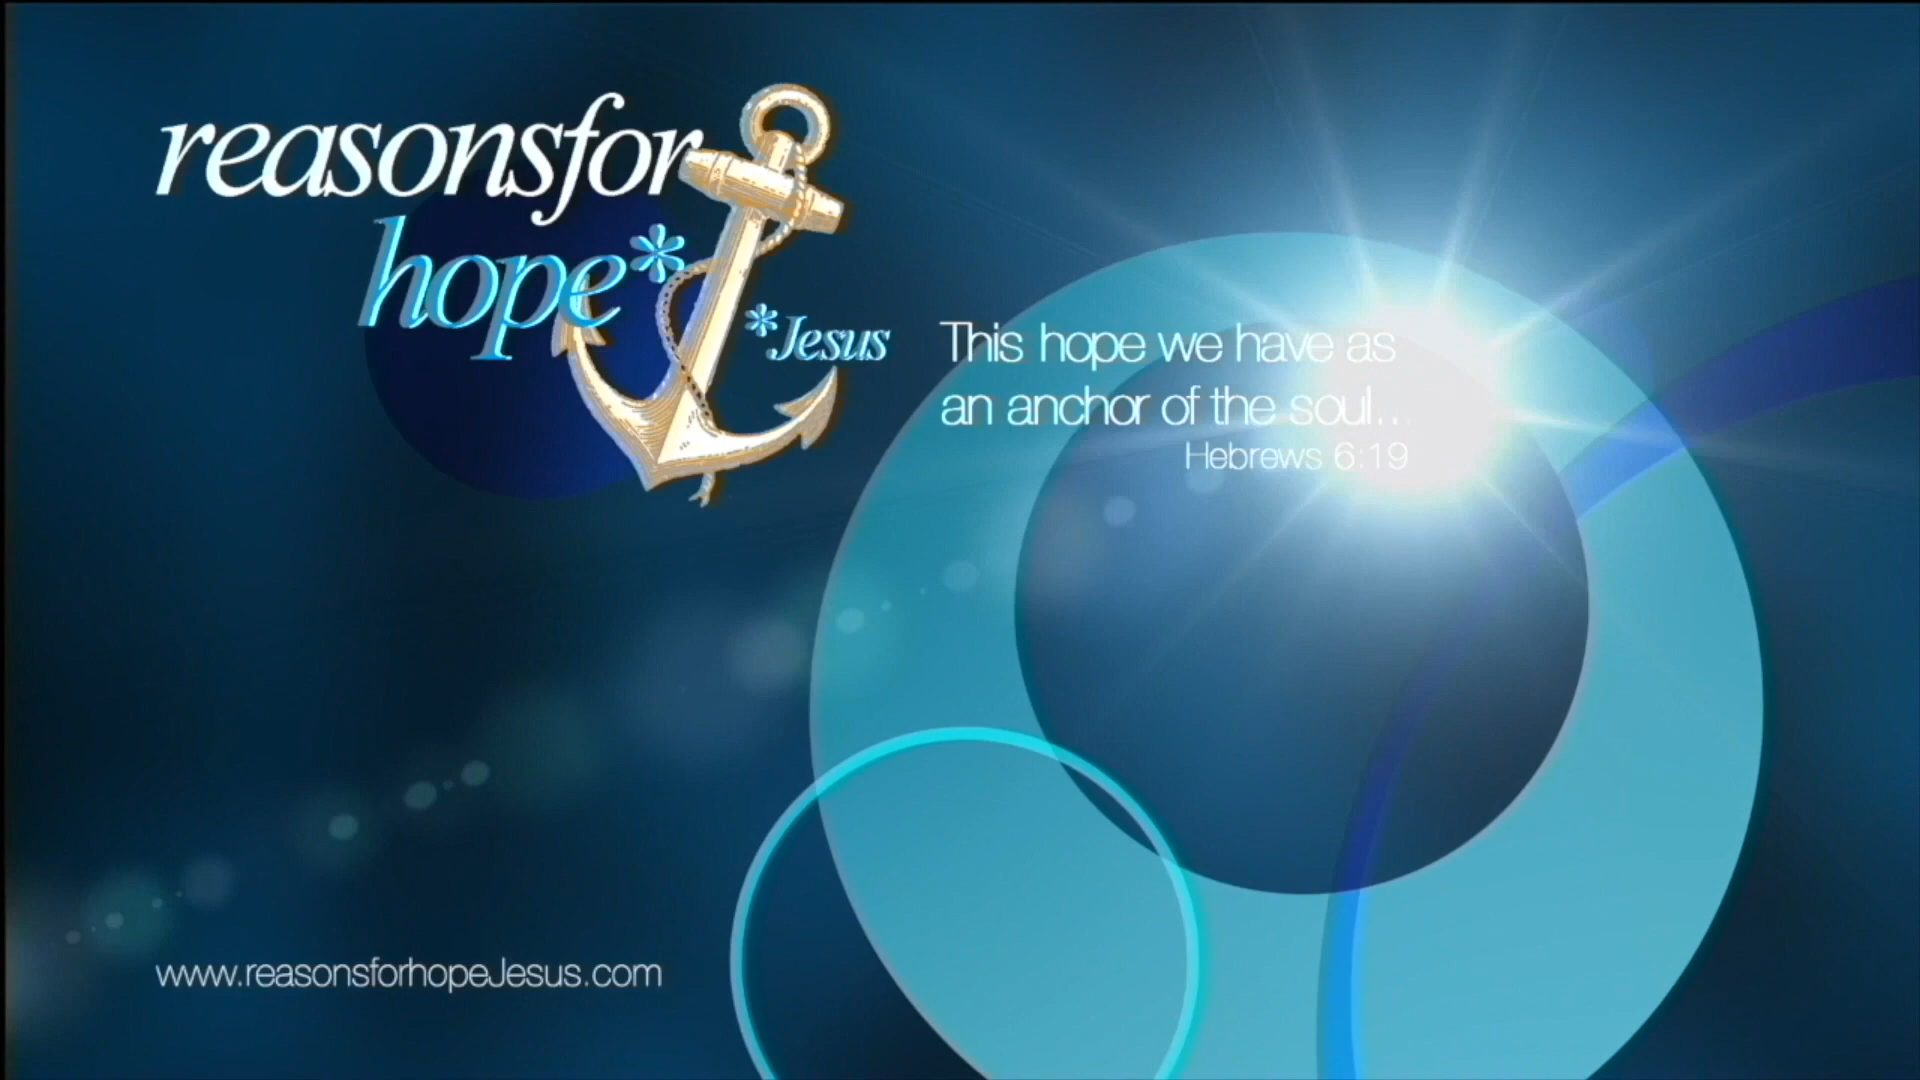 reasonsfor
hope*
*Jesus
This hope we have as
an anchor of the soul...
Hebrews 6:19
www.reasonsforhopeJesus.com